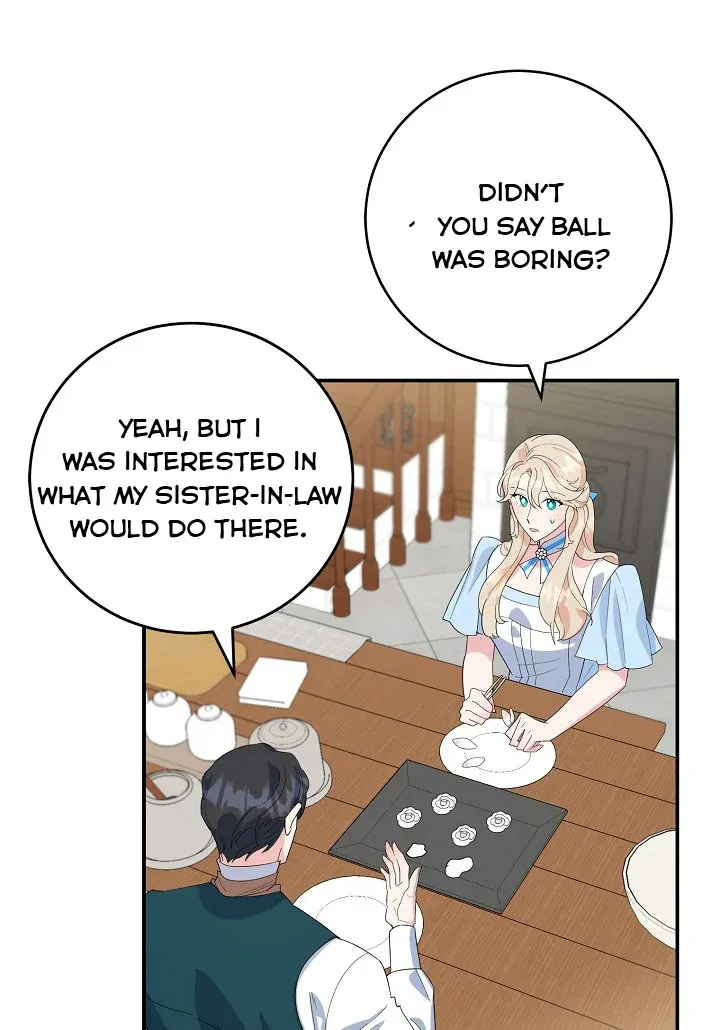 DIDN'T
YOU SAY BALL
WAS BORING?
YEAH, BUT I
WAS INTERESTED IN
WHAT MY SISTER-IN-LAW
WOULD DO THERE.